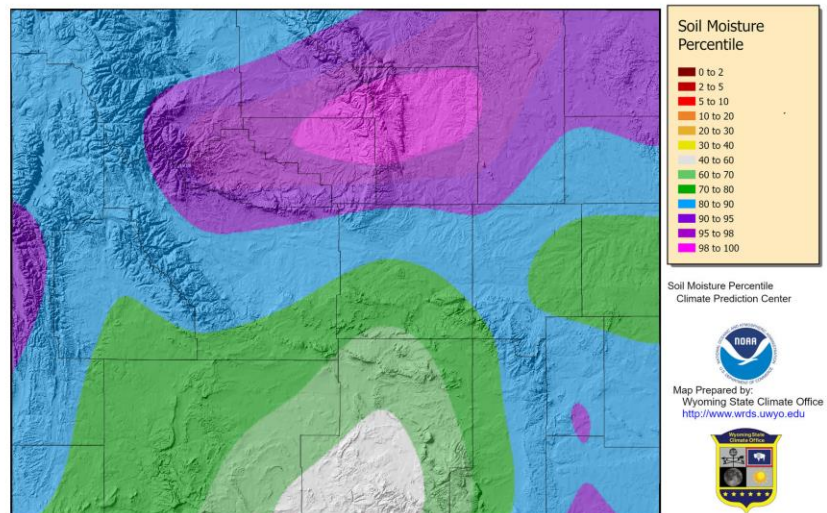 Soil Moisture
Percentile
0 to 2
2 to 5
5 to 10
10 to 20
20 to 30
30 to 40
40 to 60
60 to 70
70 to 80
80 to 90
90 to 95
95 to 98
98 to 100
Soil Moisture Percentile
Climate Prediction Center
NOAA
Map Prepared by:
Wyoming State Climate Office
http://www.wrds.uwyo.edu
Wyoming State
Climate Office